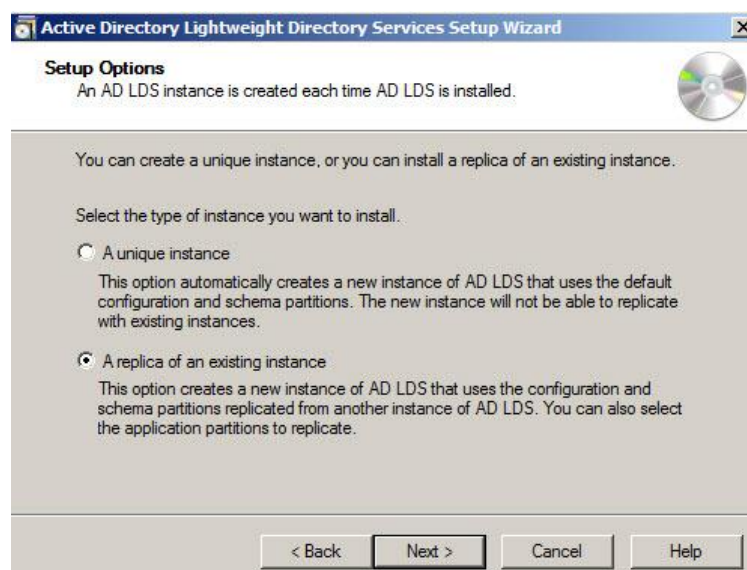 Active Directory Lightweight Directory Services Setup Wizard
Setup Options
An AD LDS instance is created each time AD LDS is installed.
You can create a unique instance, or you can install a replica of an existing instance.
Select the type of instance you want to install.
A unique instance
This option automatically creates a new instance of AD LDS that uses the default
configuration and schema partitions. The new instance will not be able to replicate
with existing instances.
A replica of an existing instance
This option creates a new instance of AD LDS that uses the configuration and
schema partitions replicated from another instance of AD LDS. You can also select
the application partitions to replicate.
< Back Next > Cancel Help